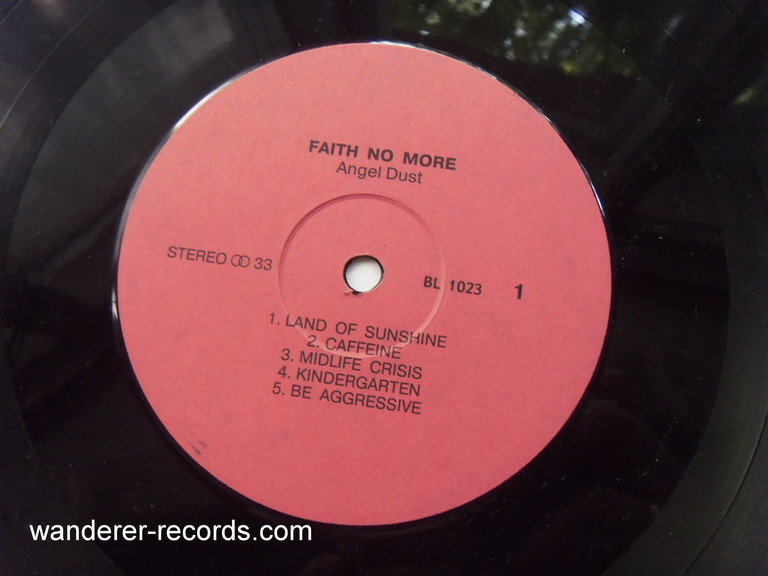 FAITH NO MORE
Angel Dust
STEREO ꝏ 33
BL 1023 1
1. LAND OF SUNSHINE
2. CAFFEINE
3. MIDLIFE CRISIS
4. KINDERGARTEN
5. BE AGGRESSIVE
wanderer-records.com